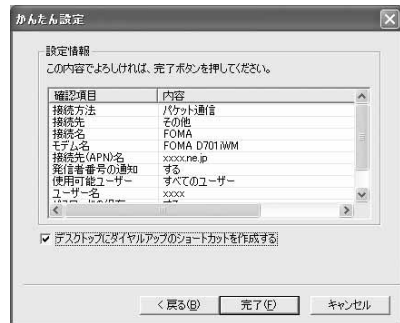 かんたん設定
設定情報
この内容でよろしければ、完了ボタンを押してください。
確認項目 内容
接続方法 パケット通信
接続先 その他
接続名 FOMA
モデム名 FOMA D701iWM
接続先(APN)名 xxxx.ne.jp
発信者番号の通知 する
使用可能ユーザー すべてのユーザー
ユーザー名 xxxx
デスクトップにダイヤルアップのショートカットを作成する
< 戻る(B) 完了(F) キャンセル